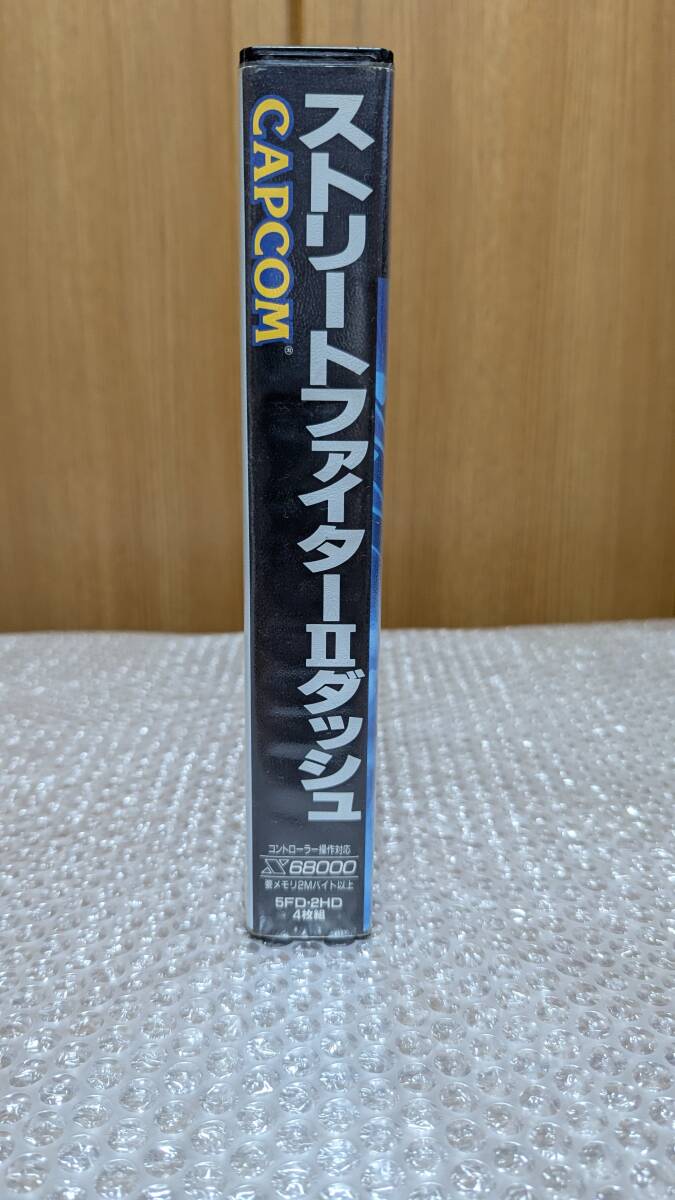 ストリートファイターⅡダッシュ
CAPCOM®
コントローラー操作対応
X68000
要メモリ2Mバイト以上
5FD・2HD
4枚組